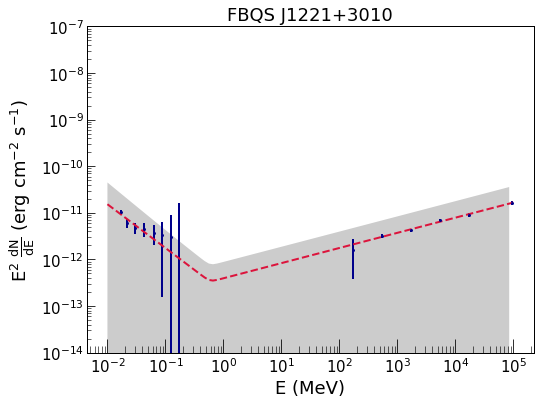 FBQS J1221+3010
10⁻⁷
10⁻⁸
10⁻⁹
10⁻¹⁰
10⁻¹¹
10⁻¹²
10⁻¹³
10⁻¹⁴
E² dN/dE (erg cm⁻² s⁻¹)
10⁻² 10⁻¹ 10⁰ 10¹ 10² 10³ 10⁴ 10⁵
E (MeV)